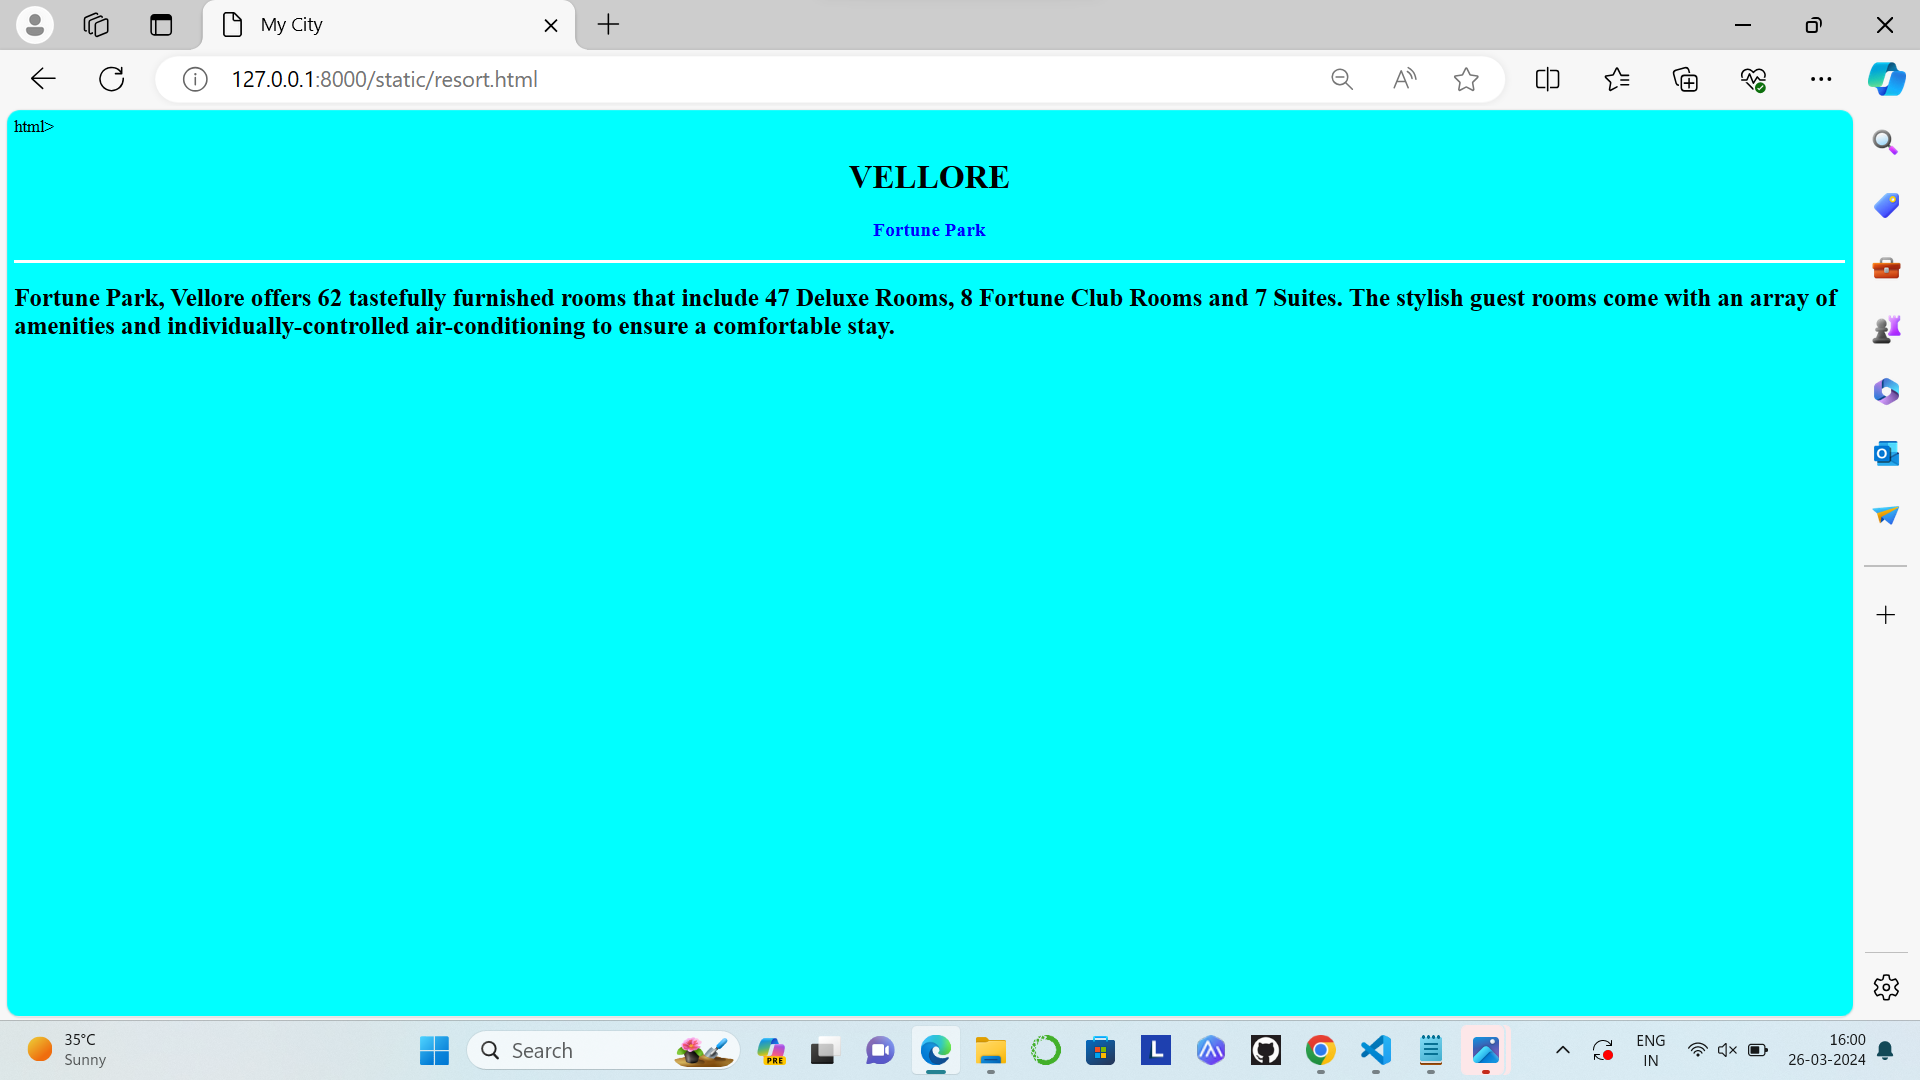 My City
127.0.0.1:8000/static/resort.html
html>
VELLORE
Fortune Park
Fortune Park, Vellore offers 62 tastefully furnished rooms that include 47 Deluxe Rooms, 8 Fortune Club Rooms and 7 Suites. The stylish guest rooms come with an array of
amenities and individually-controlled air-conditioning to ensure a comfortable stay.
35°C
Sunny
Search
PRE
L
ENG
IN
16:00
26-03-2024